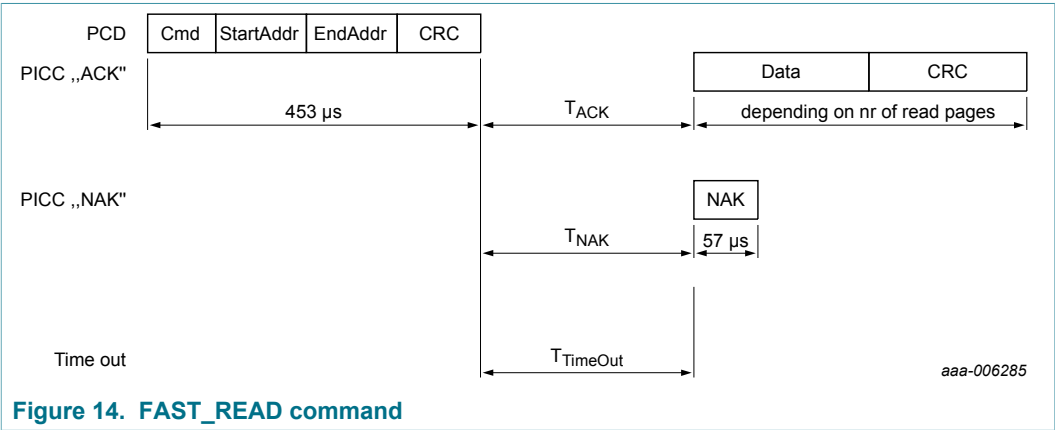 PCD Cmd StartAddr EndAddr CRC
PICC ,,ACK" Data CRC
453 µs TACK depending on nr of read pages
PICC ,,NAK" NAK
TNAK 57 µs
Time out TTimeOut
aaa-006285
Figure 14. FAST_READ command